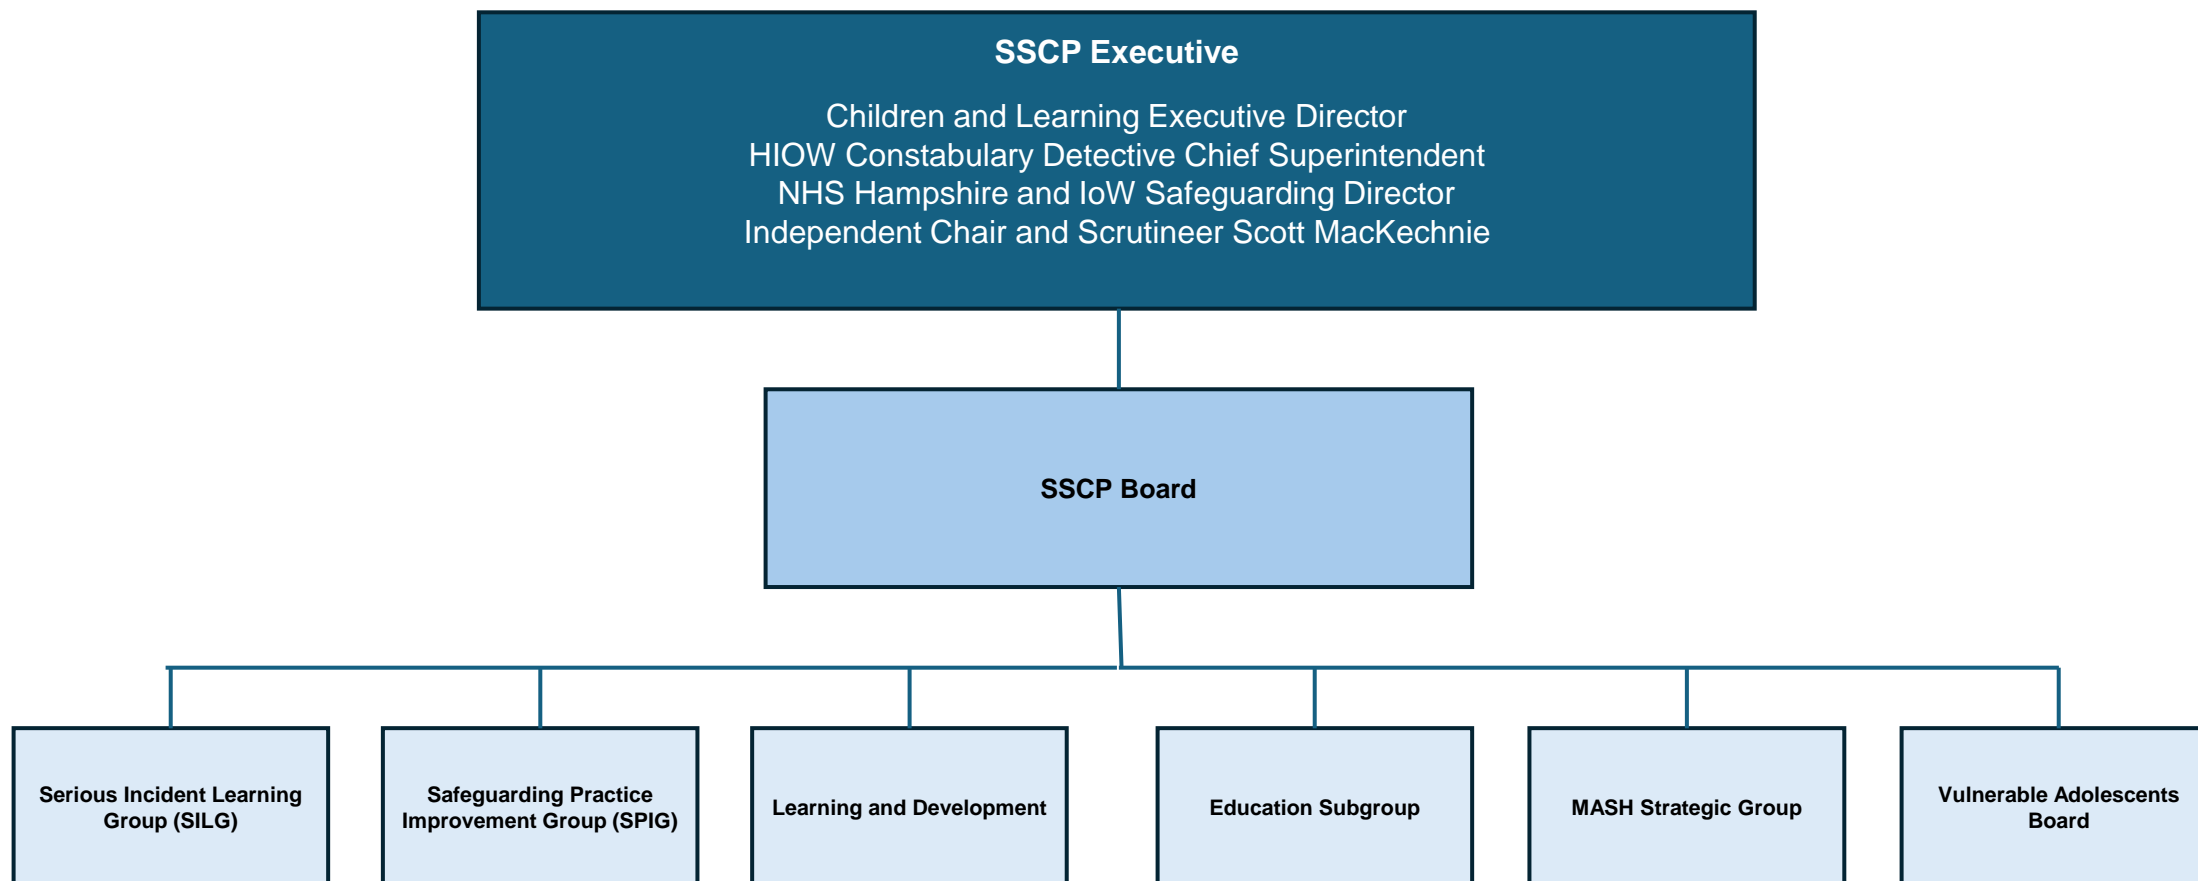 SSCP Executive
Children and Learning Executive Director
HIOW Constabulary Detective Chief Superintendent
NHS Hampshire and IoW Safeguarding Director
Independent Chair and Scrutineer Scott MacKechnie
SSCP Board
Serious Incident Learning
Group (SILG)
Safeguarding Practice
Improvement Group (SPIG)
Learning and Development
Education Subgroup
MASH Strategic Group
Vulnerable Adolescents
Board